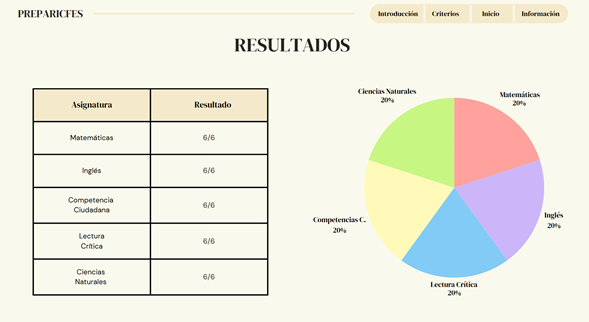 PREPARICFES
Introducción Criterios Inicio Información
RESULTADOS
Asignatura Resultado
Matemáticas 6/6
Inglés 6/6
Competencia
Ciudadana
6/6
Lectura
Crítica
6/6
Ciencias
Naturales
6/6
Ciencias Naturales
20%
Matemáticas
20%
Competencias C.
20%
Inglés
20%
Lectura Crítica
20%